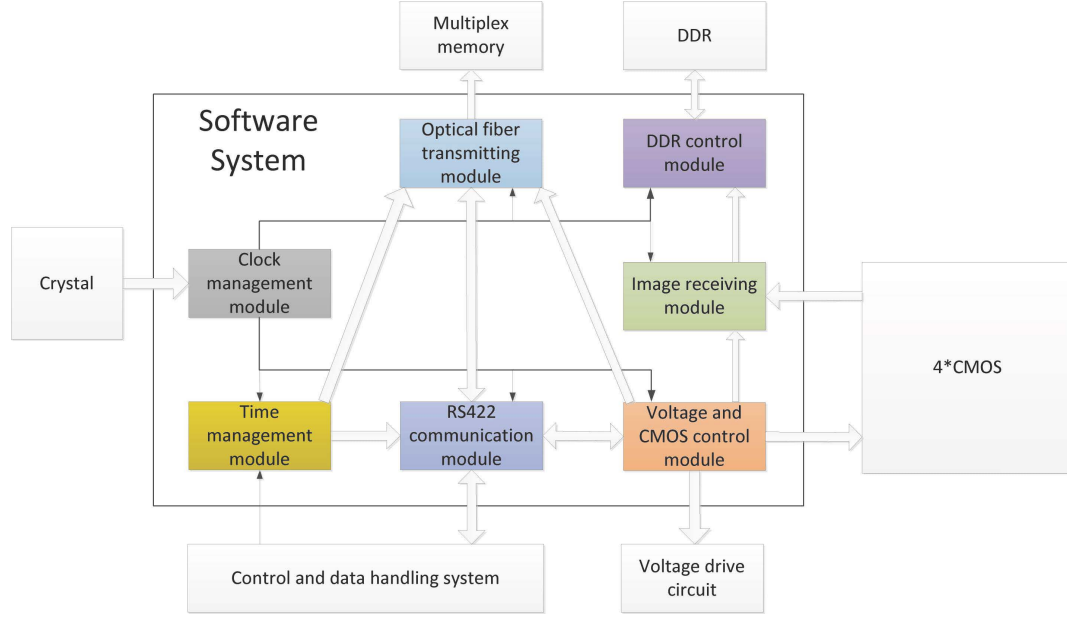 Multiplex
memory
DDR
Software
System
Optical fiber
transmitting
module
DDR control
module
Crystal
Clock
management
module
Image receiving
module
4*CMOS
Time
management
module
RS422
communication
module
Voltage and
CMOS control
module
Control and data handling system
Voltage drive
circuit